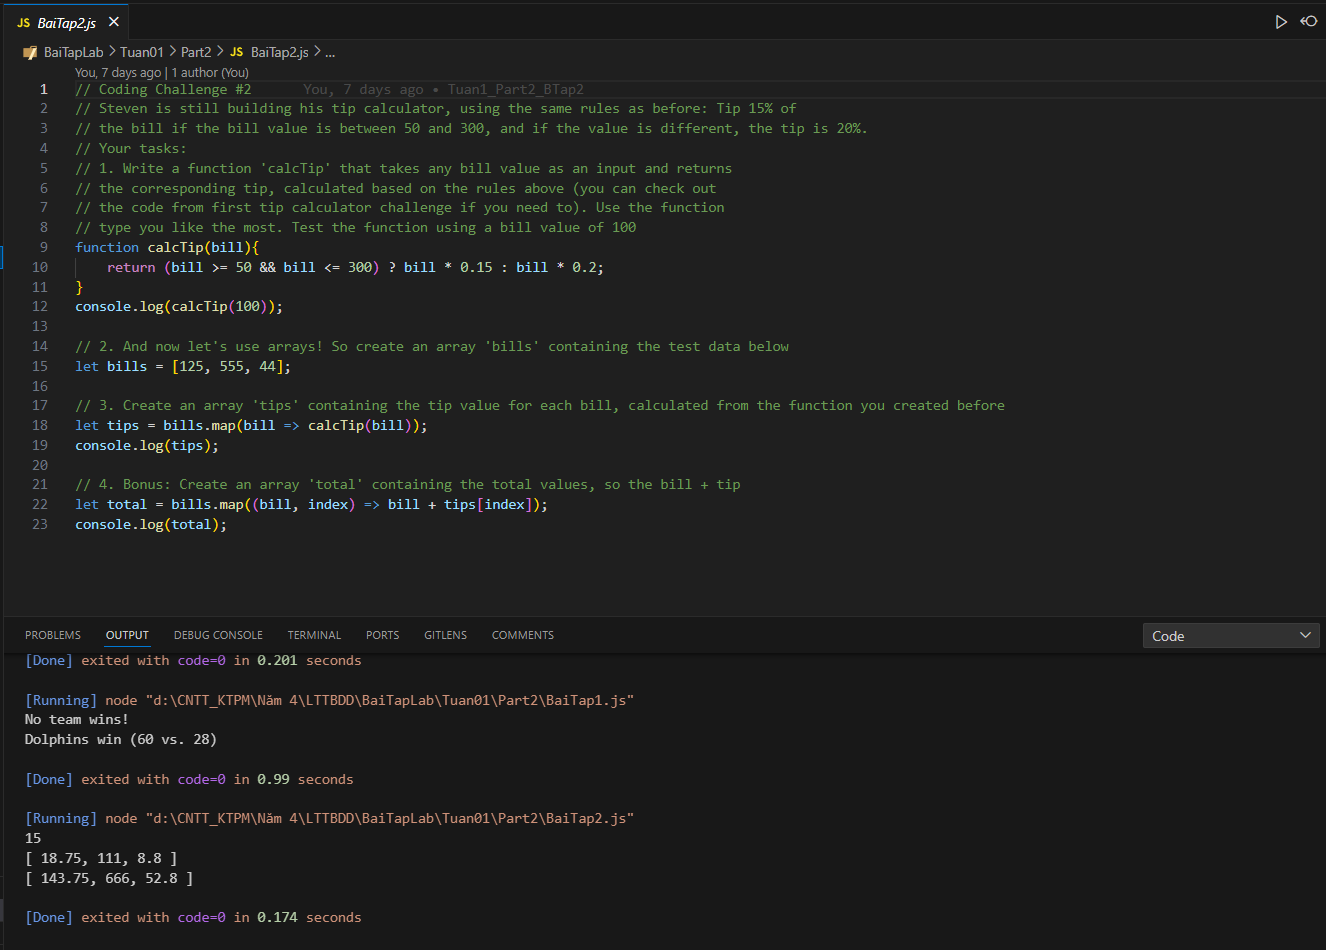 JS BaiTap2.js
BaiTapLab > Tuan01 > Part2 > JS BaiTap2.js > ...
You, 7 days ago | 1 author (You)
1 // Coding Challenge #2 You, 7 days ago • Tuan1_Part2_BTap2
2 // Steven is still building his tip calculator, using the same rules as before: Tip 15% of
3 // the bill if the bill value is between 50 and 300, and if the value is different, the tip is 20%.
4 // Your tasks:
5 // 1. Write a function 'calcTip' that takes any bill value as an input and returns
6 // the corresponding tip, calculated based on the rules above (you can check out
7 // the code from first tip calculator challenge if you need to). Use the function
8 // type you like the most. Test the function using a bill value of 100
9 function calcTip(bill){
10 return (bill >= 50 && bill <= 300) ? bill * 0.15 : bill * 0.2;
11 }
12 console.log(calcTip(100));
13
14 // 2. And now let's use arrays! So create an array 'bills' containing the test data below
15 let bills = [125, 555, 44];
16
17 // 3. Create an array 'tips' containing the tip value for each bill, calculated from the function you created before
18 let tips = bills.map(bill => calcTip(bill));
19 console.log(tips);
20
21 // 4. Bonus: Create an array 'total' containing the total values, so the bill + tip
22 let total = bills.map((bill, index) => bill + tips[index]);
23 console.log(total);
PROBLEMS OUTPUT DEBUG CONSOLE TERMINAL PORTS GITLENS COMMENTS Code
[Done] exited with code=0 in 0.201 seconds
[Running] node "d:\CNTT_KTPM\Năm 4\LTTBDD\BaiTapLab\Tuan01\Part2\BaiTap1.js"
No team wins!
Dolphins win (60 vs. 28)
[Done] exited with code=0 in 0.99 seconds
[Running] node "d:\CNTT_KTPM\Năm 4\LTTBDD\BaiTapLab\Tuan01\Part2\BaiTap2.js"
15
[ 18.75, 111, 8.8 ]
[ 143.75, 666, 52.8 ]
[Done] exited with code=0 in 0.174 seconds